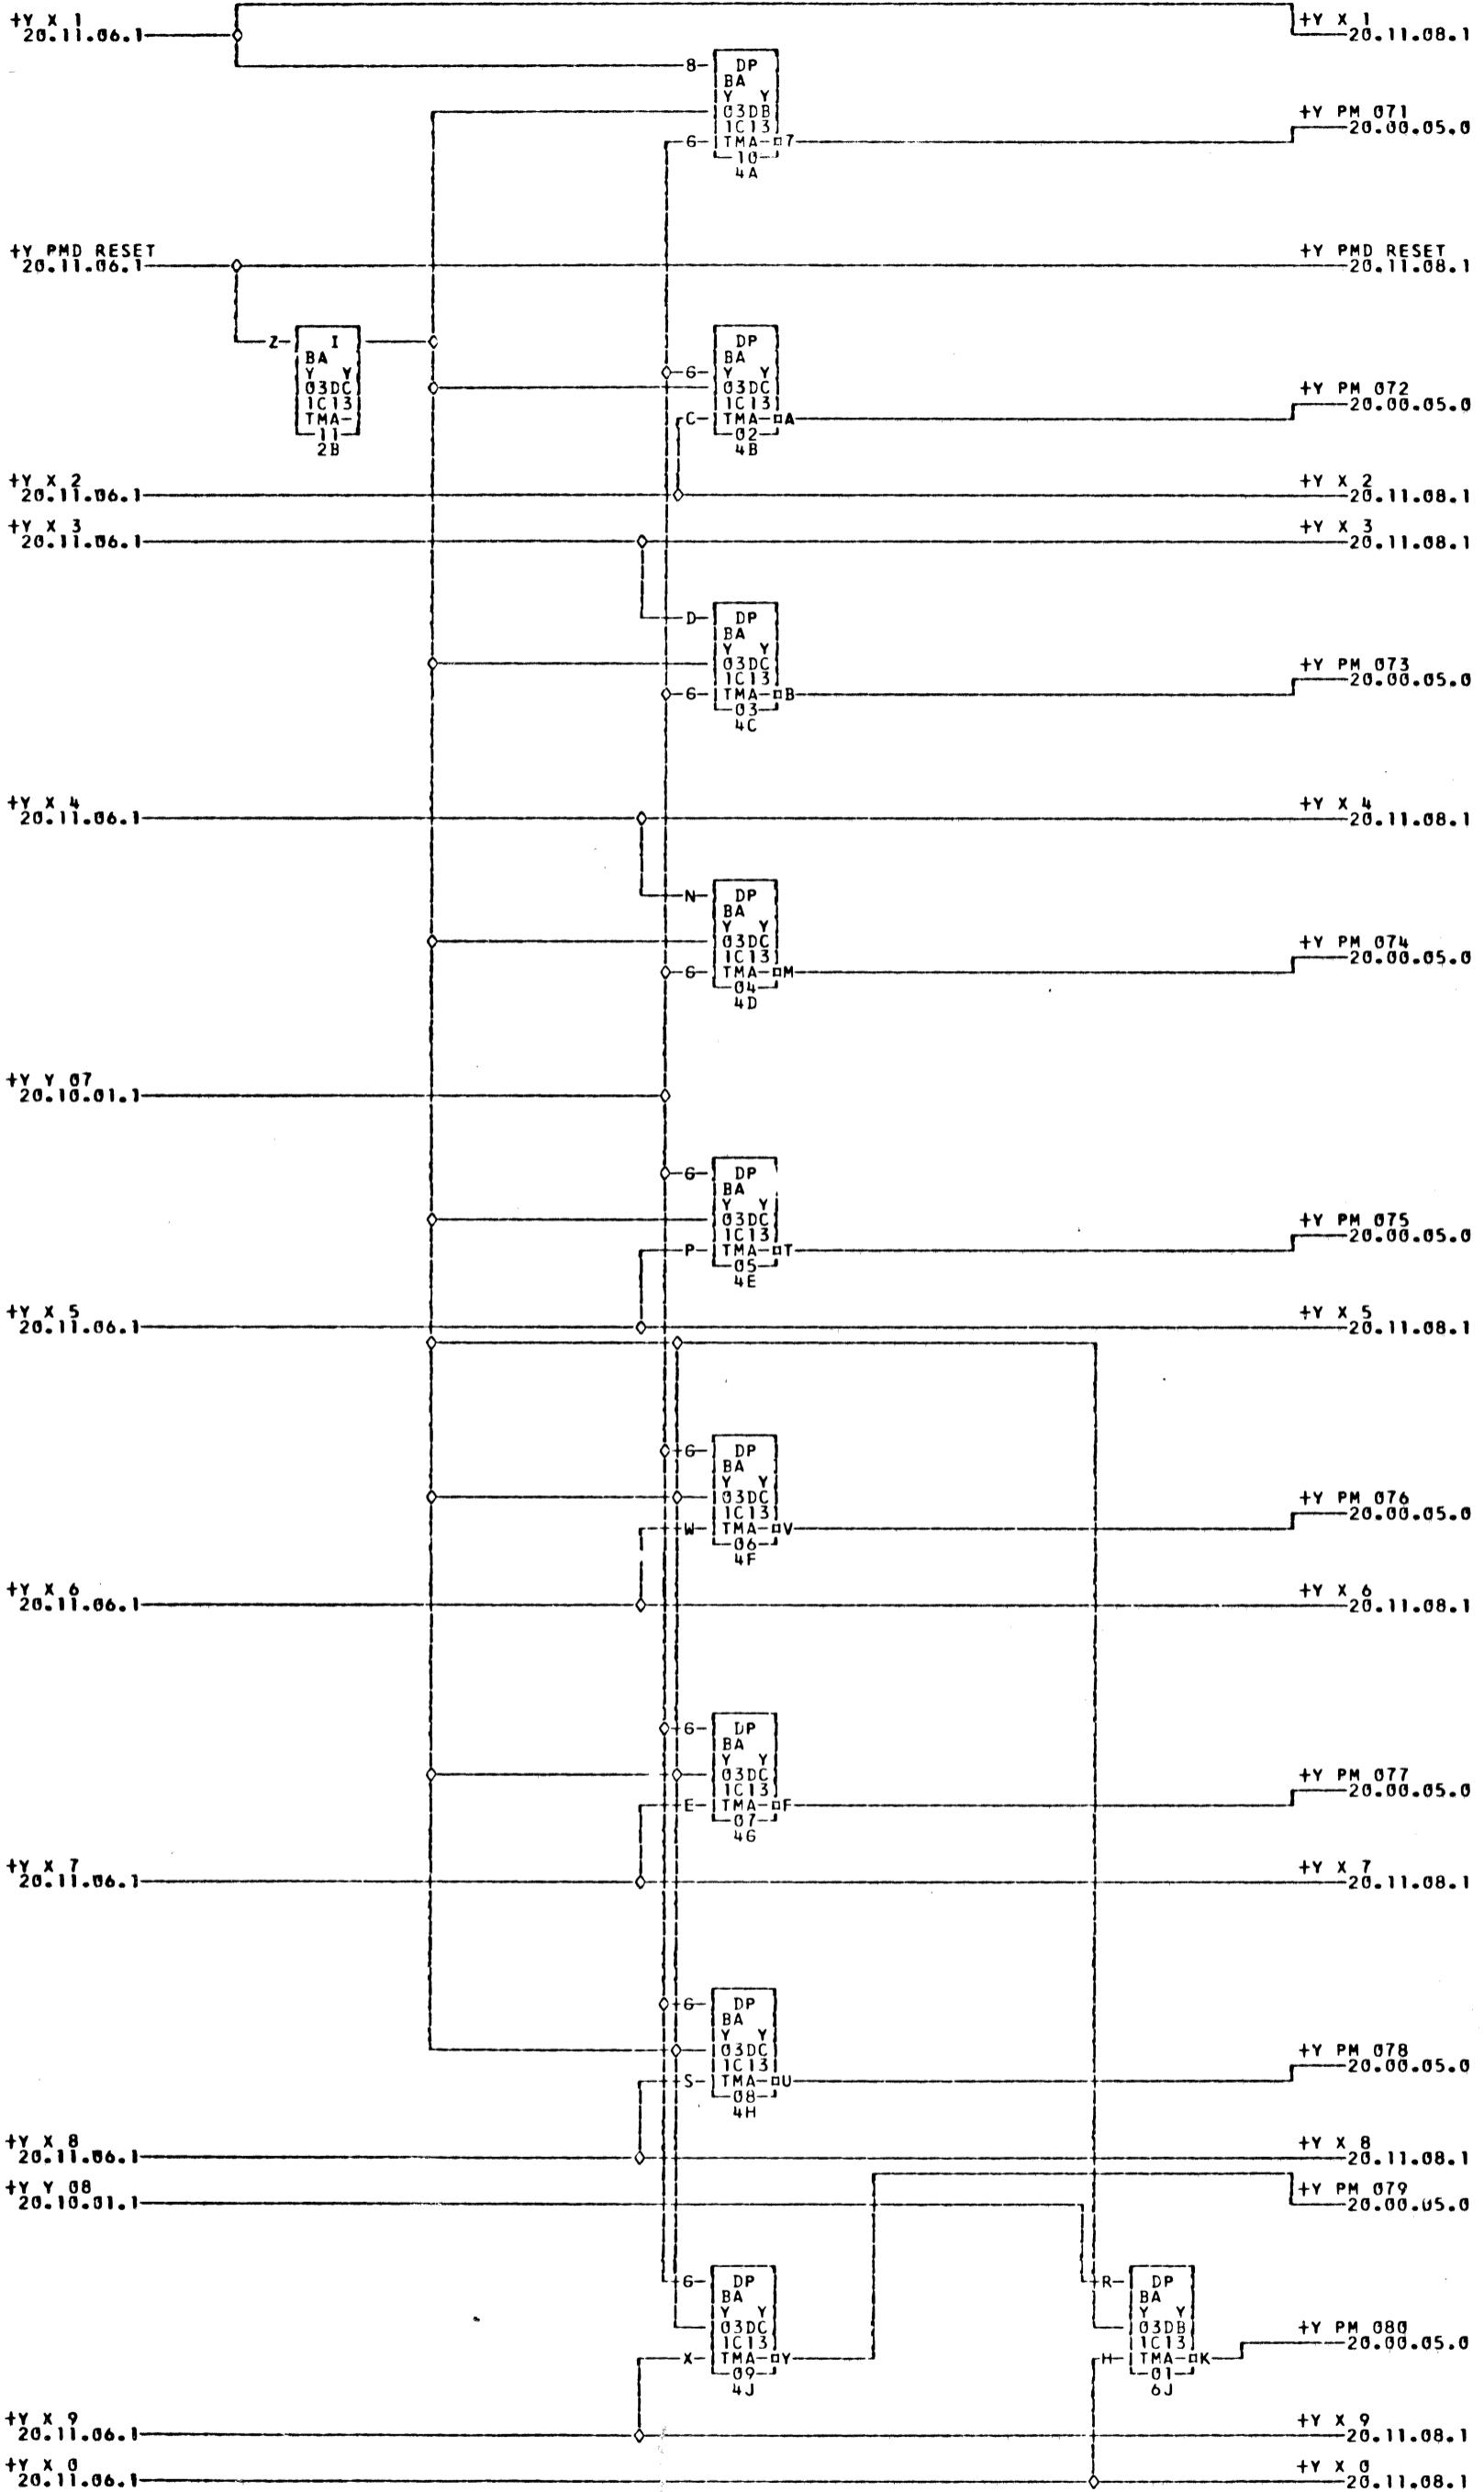 +Y X 1
20.11.06.1
+Y X 1
20.11.08.1
8 DP
BA
Y Y
03DB
1C13
6 TMA 7
10
4A
+Y PM 071
20.00.05.0
+Y PMD RESET
20.11.06.1
+Y PMD RESET
20.11.08.1
Z I
BA
Y Y
03DC
1C13
TMA
11
2B
DP
BA
6 Y Y
03DC
1C13
C TMA A
02
4B
+Y PM 072
20.00.05.0
+Y X 2
20.11.06.1
+Y X 2
20.11.08.1
+Y X 3
20.11.06.1
+Y X 3
20.11.08.1
D DP
BA
Y Y
03DC
1C13
6 TMA B
03
4C
+Y PM 073
20.00.05.0
+Y X 4
20.11.06.1
+Y X 4
20.11.08.1
N DP
BA
Y Y
03DC
1C13
6 TMA M
04
4D
+Y PM 074
20.00.05.0
+Y Y 07
20.10.01.1
6 DP
BA
Y Y
03DC
1C13
P TMA T
05
4E
+Y PM 075
20.00.05.0
+Y X 5
20.11.06.1
+Y X 5
20.11.08.1
6 DP
BA
Y Y
03DC
1C13
W TMA V
06
4F
+Y PM 076
20.00.05.0
+Y X 6
20.11.06.1
+Y X 6
20.11.08.1
6 DP
BA
Y Y
03DC
1C13
E TMA F
07
4G
+Y PM 077
20.00.05.0
+Y X 7
20.11.06.1
+Y X 7
20.11.08.1
6 DP
BA
Y Y
03DC
1C13
S TMA U
08
4H
+Y PM 078
20.00.05.0
+Y X 8
20.11.06.1
+Y X 8
20.11.08.1
+Y Y 08
20.10.01.1
+Y PM 079
20.00.05.0
6 DP
BA
Y Y
03DC
1C13
X TMA Y
09
4J
R DP
BA
Y Y
03DB
1C13
H TMA K
01
6J
+Y PM 080
20.00.05.0
+Y X 9
20.11.06.1
+Y X 9
20.11.08.1
+Y X 0
20.11.06.1
+Y X 0
20.11.08.1